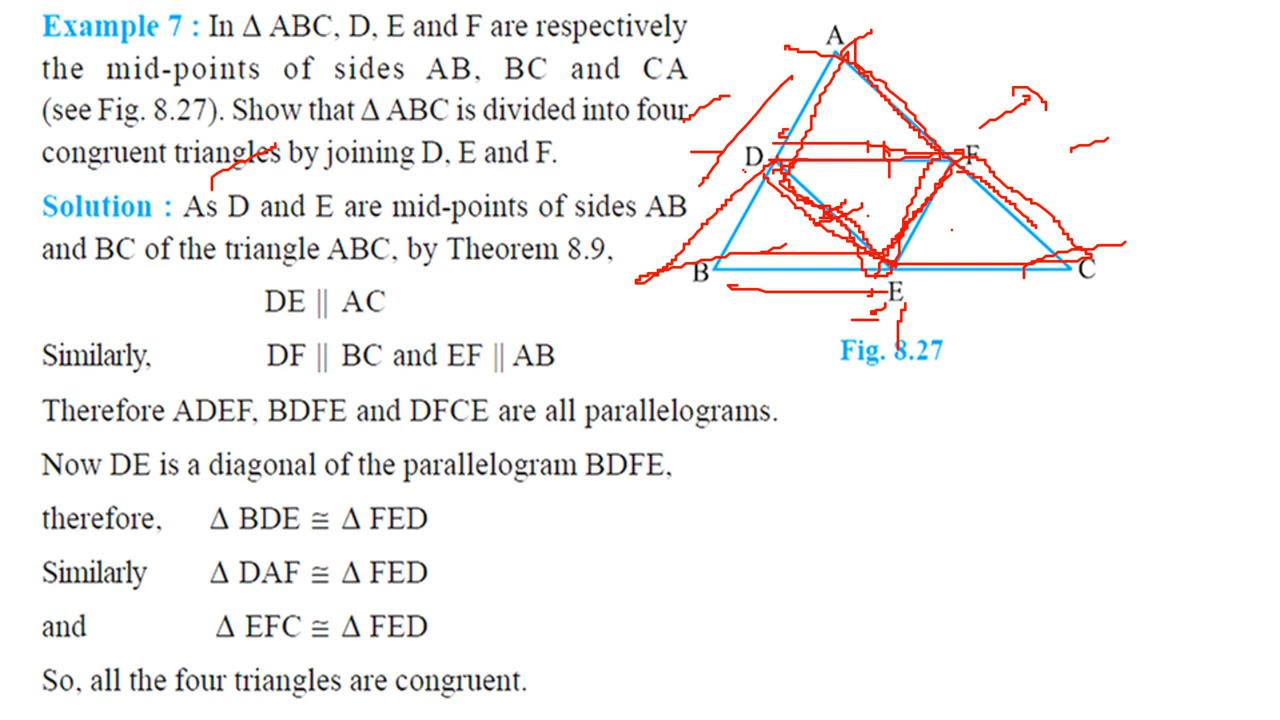 Example 7 : In Δ ABC, D, E and F are respectively
the mid-points of sides AB, BC and CA
(see Fig. 8.27). Show that Δ ABC is divided into four
congruent triangles by joining D, E and F.
Solution : As D and E are mid-points of sides AB
and BC of the triangle ABC, by Theorem 8.9,
DE || AC
Similarly, DF || BC and EF || AB
Therefore ADEF, BDFE and DFCE are all parallelograms.
Now DE is a diagonal of the parallelogram BDFE,
therefore, Δ BDE ≅ Δ FED
Similarly Δ DAF ≅ Δ FED
and Δ EFC ≅ Δ FED
So, all the four triangles are congruent.
A
D
F
B
C
E
Fig. 8.27